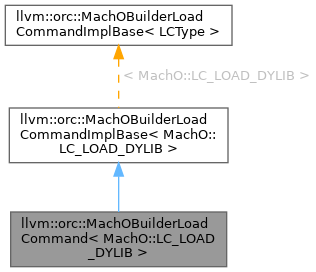 llvm::orc::MachOBuilderLoad
CommandImplBase< LCType >
< MachO::LC_LOAD_DYLIB >
llvm::orc::MachOBuilderLoad
CommandImplBase< MachO::
LC_LOAD_DYLIB >
llvm::orc::MachOBuilderLoad
Command< MachO::LC_LOAD
_DYLIB >